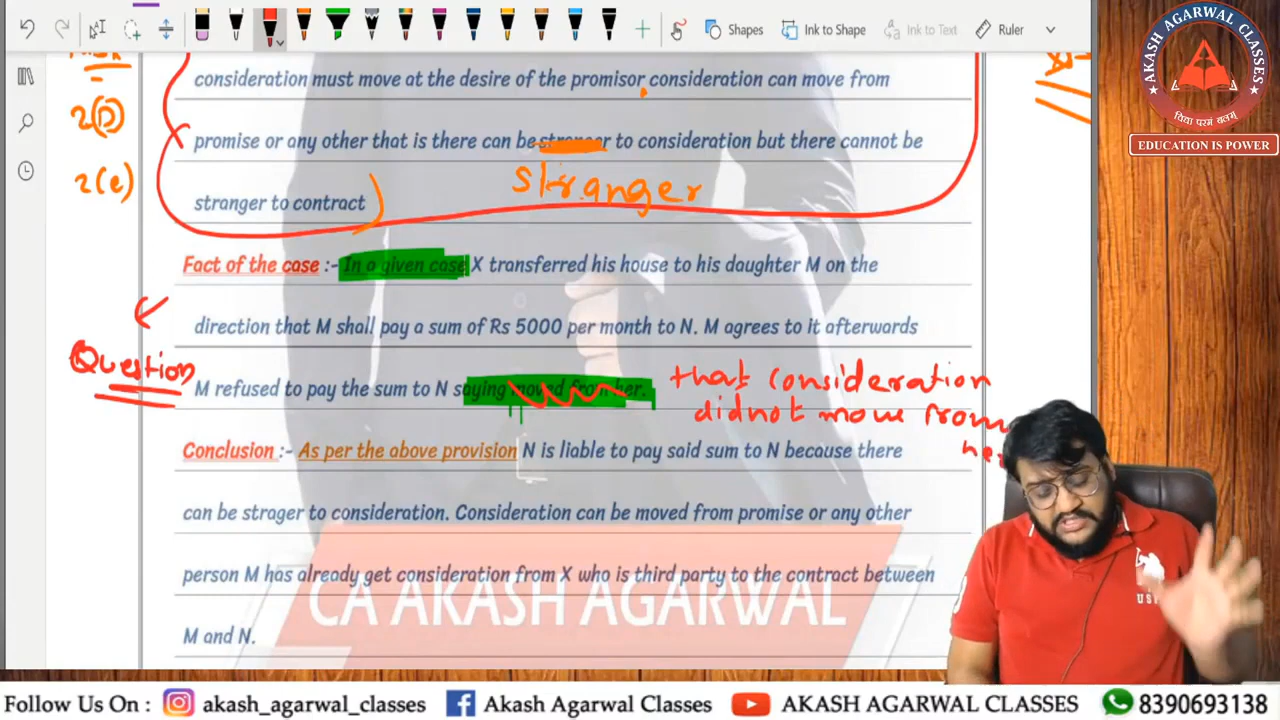 Shapes
Ink to Shape
Ink to Text
Ruler
AKASH AGARWAL CLASSES
विद्या परमं बलम्
EDUCATION IS POWER
2(D)
2(e)
consideration must move at the desire of the promisor consideration can move from
promise or any other that is there can be stranger to consideration but there cannot be
stranger
stranger to contract )
Fact of the case :- In a given case X transferred his house to his daughter M on the
direction that M shall pay a sum of Rs 5000 per month to N. M agrees to it afterwards
Question
M refused to pay the sum to N saying moved from her.
that consideration
didnot move from
her
Conclusion :- As per the above provision N is liable to pay said sum to N because there
can be strager to consideration. Consideration can be moved from promise or any other
person M has already get consideration from X who is third party to the contract between
M and N.
CA AKASH AGARWAL
Follow Us On :
akash_agarwal_classes
Akash Agarwal Classes
AKASH AGARWAL CLASSES
8390693138